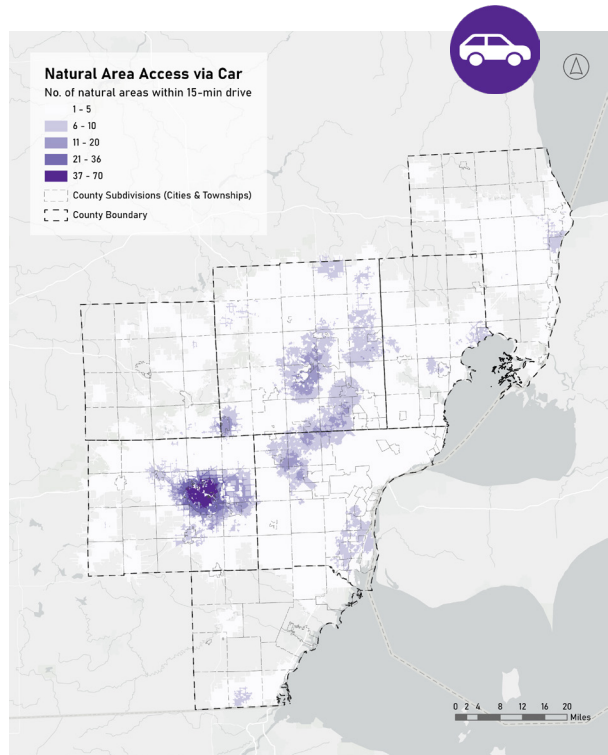 Natural Area Access via Car
No. of natural areas within 15-min drive
1 - 5
6 - 10
11 - 20
21 - 36
37 - 70
County Subdivisions (Cities & Townships)
County Boundary
0 2 4 8 12 16 20
Miles